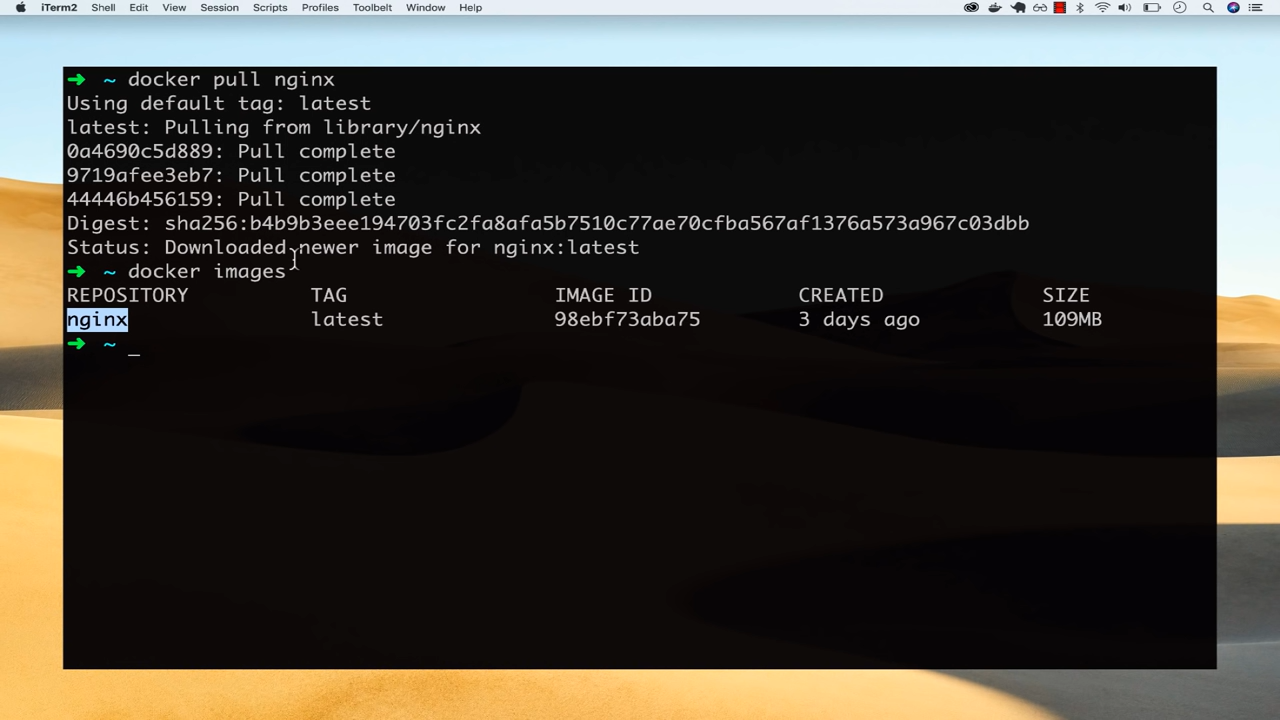 iTerm2 Shell Edit View Session Scripts Profiles Toolbelt Window Help
➜ ~ docker pull nginx
Using default tag: latest
latest: Pulling from library/nginx
0a4690c5d889: Pull complete
9719afee3eb7: Pull complete
44446b456159: Pull complete
Digest: sha256:b4b9b3eee194703fc2fa8afa5b7510c77ae70cfba567af1376a573a967c03dbb
Status: Downloaded newer image for nginx:latest
➜ ~ docker images
REPOSITORY TAG IMAGE ID CREATED SIZE
nginx latest 98ebf73aba75 3 days ago 109MB
➜ ~ _